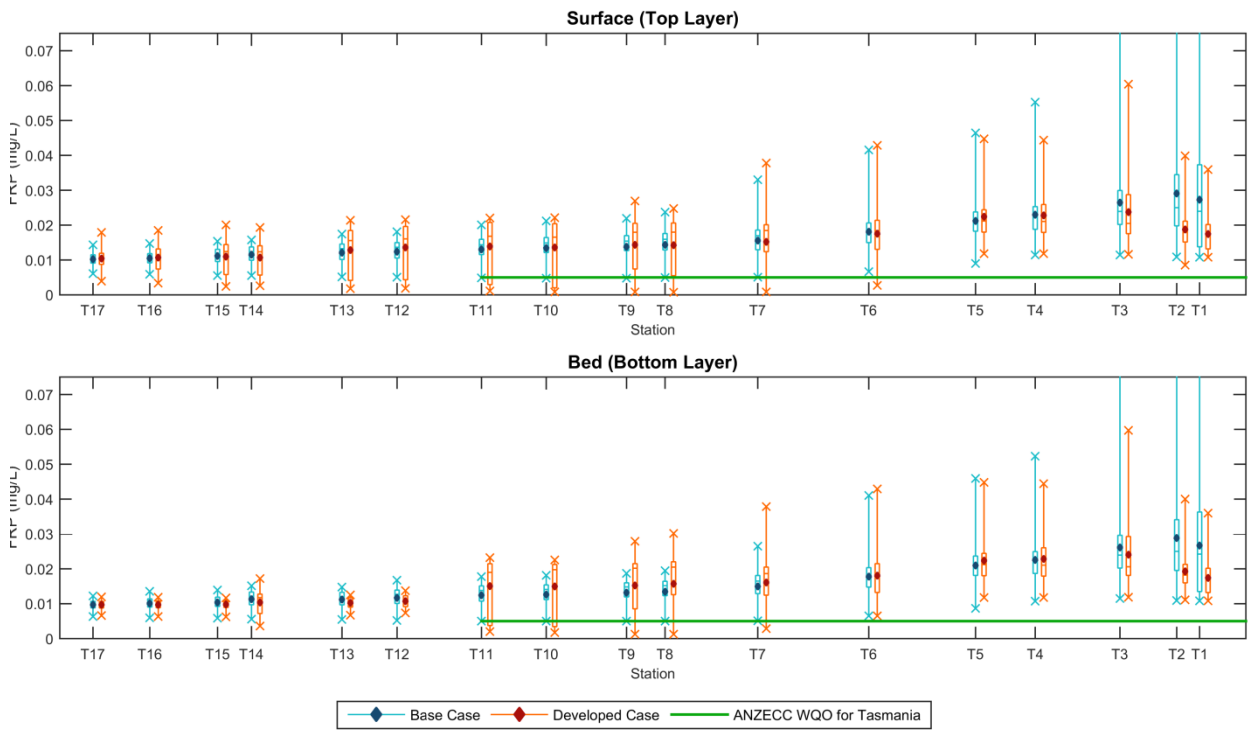 Surface (Top Layer)
0.07
0.06
0.05
0.04
0.03
0.02
0.01
0
FRP (mg/L)
T17 T16 T15 T14 T13 T12 T11 T10 T9 T8 T7 T6 T5 T4 T3 T2 T1
Station
Bed (Bottom Layer)
0.07
0.06
0.05
0.04
0.03
0.02
0.01
0
FRP (mg/L)
T17 T16 T15 T14 T13 T12 T11 T10 T9 T8 T7 T6 T5 T4 T3 T2 T1
Station
Base Case Developed Case ANZECC WQO for Tasmania